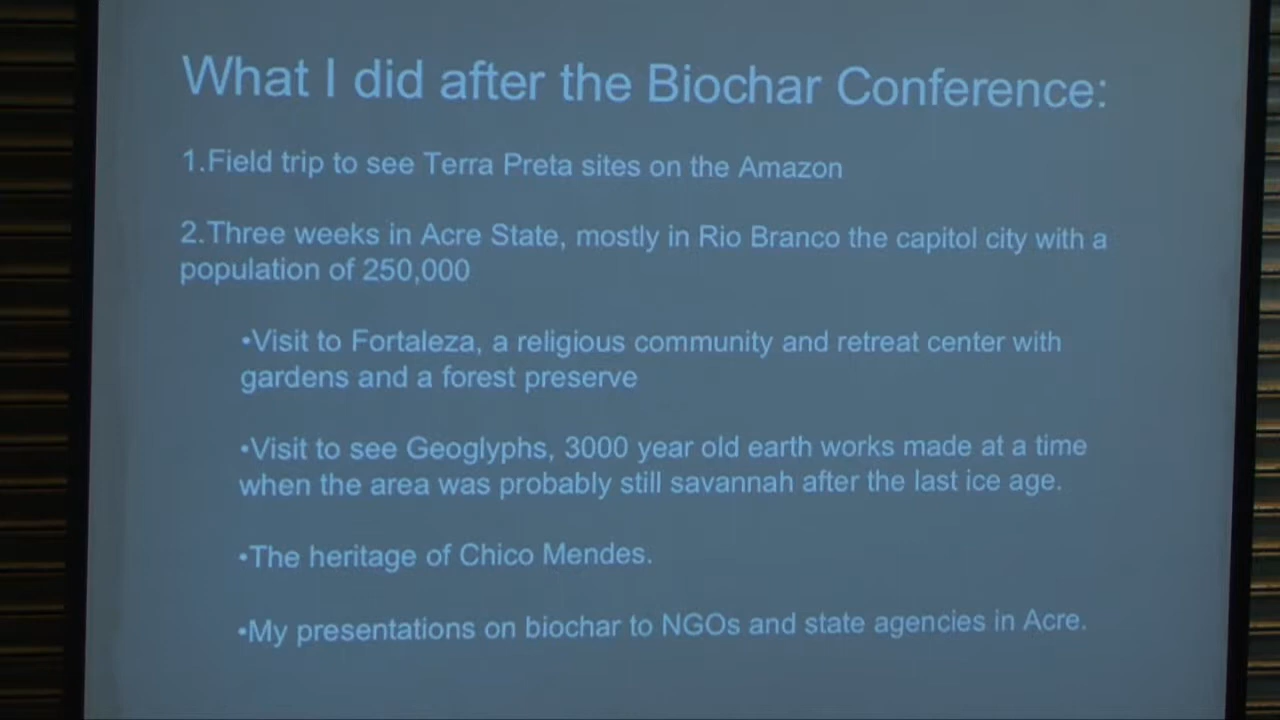 What I did after the Biochar Conference:
1.Field trip to see Terra Preta sites on the Amazon
2.Three weeks in Acre State, mostly in Rio Branco the capitol city with a
population of 250,000
•Visit to Fortaleza, a religious community and retreat center with
gardens and a forest preserve
•Visit to see Geoglyphs, 3000 year old earth works made at a time
when the area was probably still savannah after the last ice age.
•The heritage of Chico Mendes.
•My presentations on biochar to NGOs and state agencies in Acre.